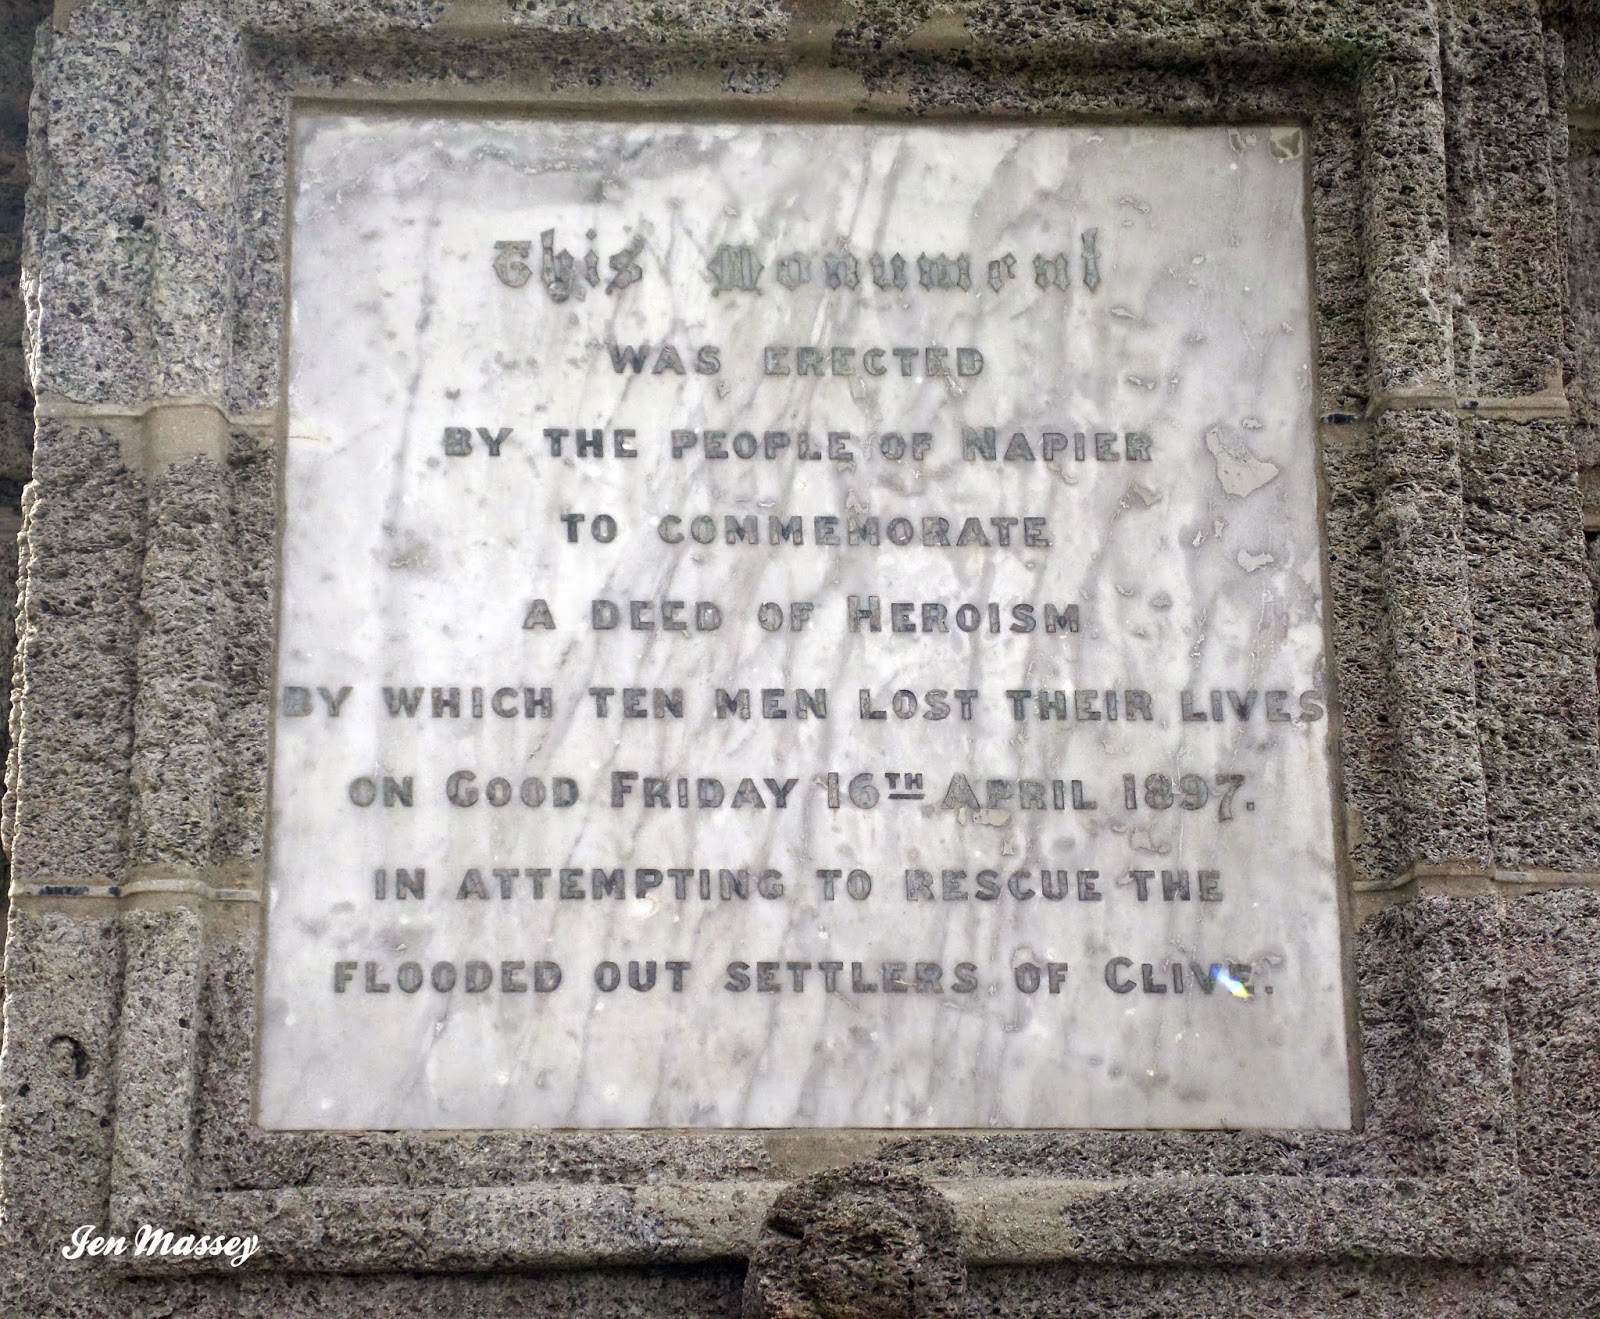 This Monument
WAS ERECTED
BY THE PEOPLE OF NAPIER
TO COMMEMORATE
A DEED OF HEROISM
BY WHICH TEN MEN LOST THEIR LIVES
ON GOOD FRIDAY 16TH APRIL 1897.
IN ATTEMPTING TO RESCUE THE
FLOODED OUT SETTLERS OF CLIVE.
Jen Massey